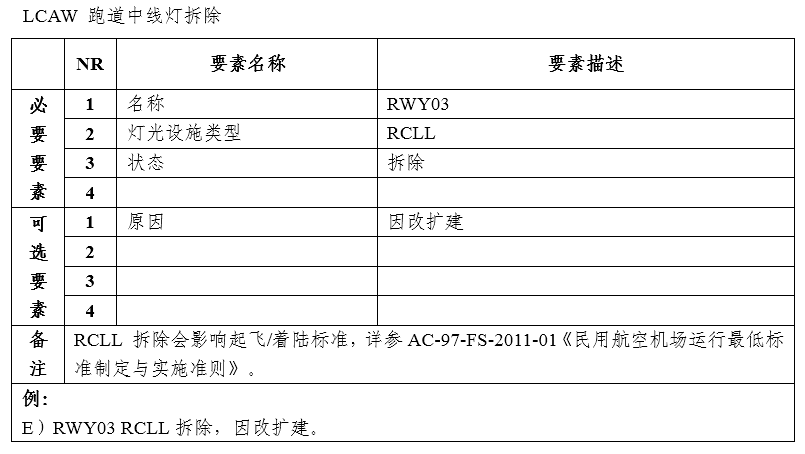 LCAW 跑道中线灯拆除
NR 要素名称 要素描述
必要要素
1 名称 RWY03
2 灯光设施类型 RCLL
3 状态 拆除
4
可选要素
1 原因 因改扩建
2
3
4
备注
RCLL 拆除会影响起飞/着陆标准，详参 AC-97-FS-2011-01《民用航空机场运行最低标
准制定与实施准则》。
例：
E）RWY03 RCLL 拆除，因改扩建。